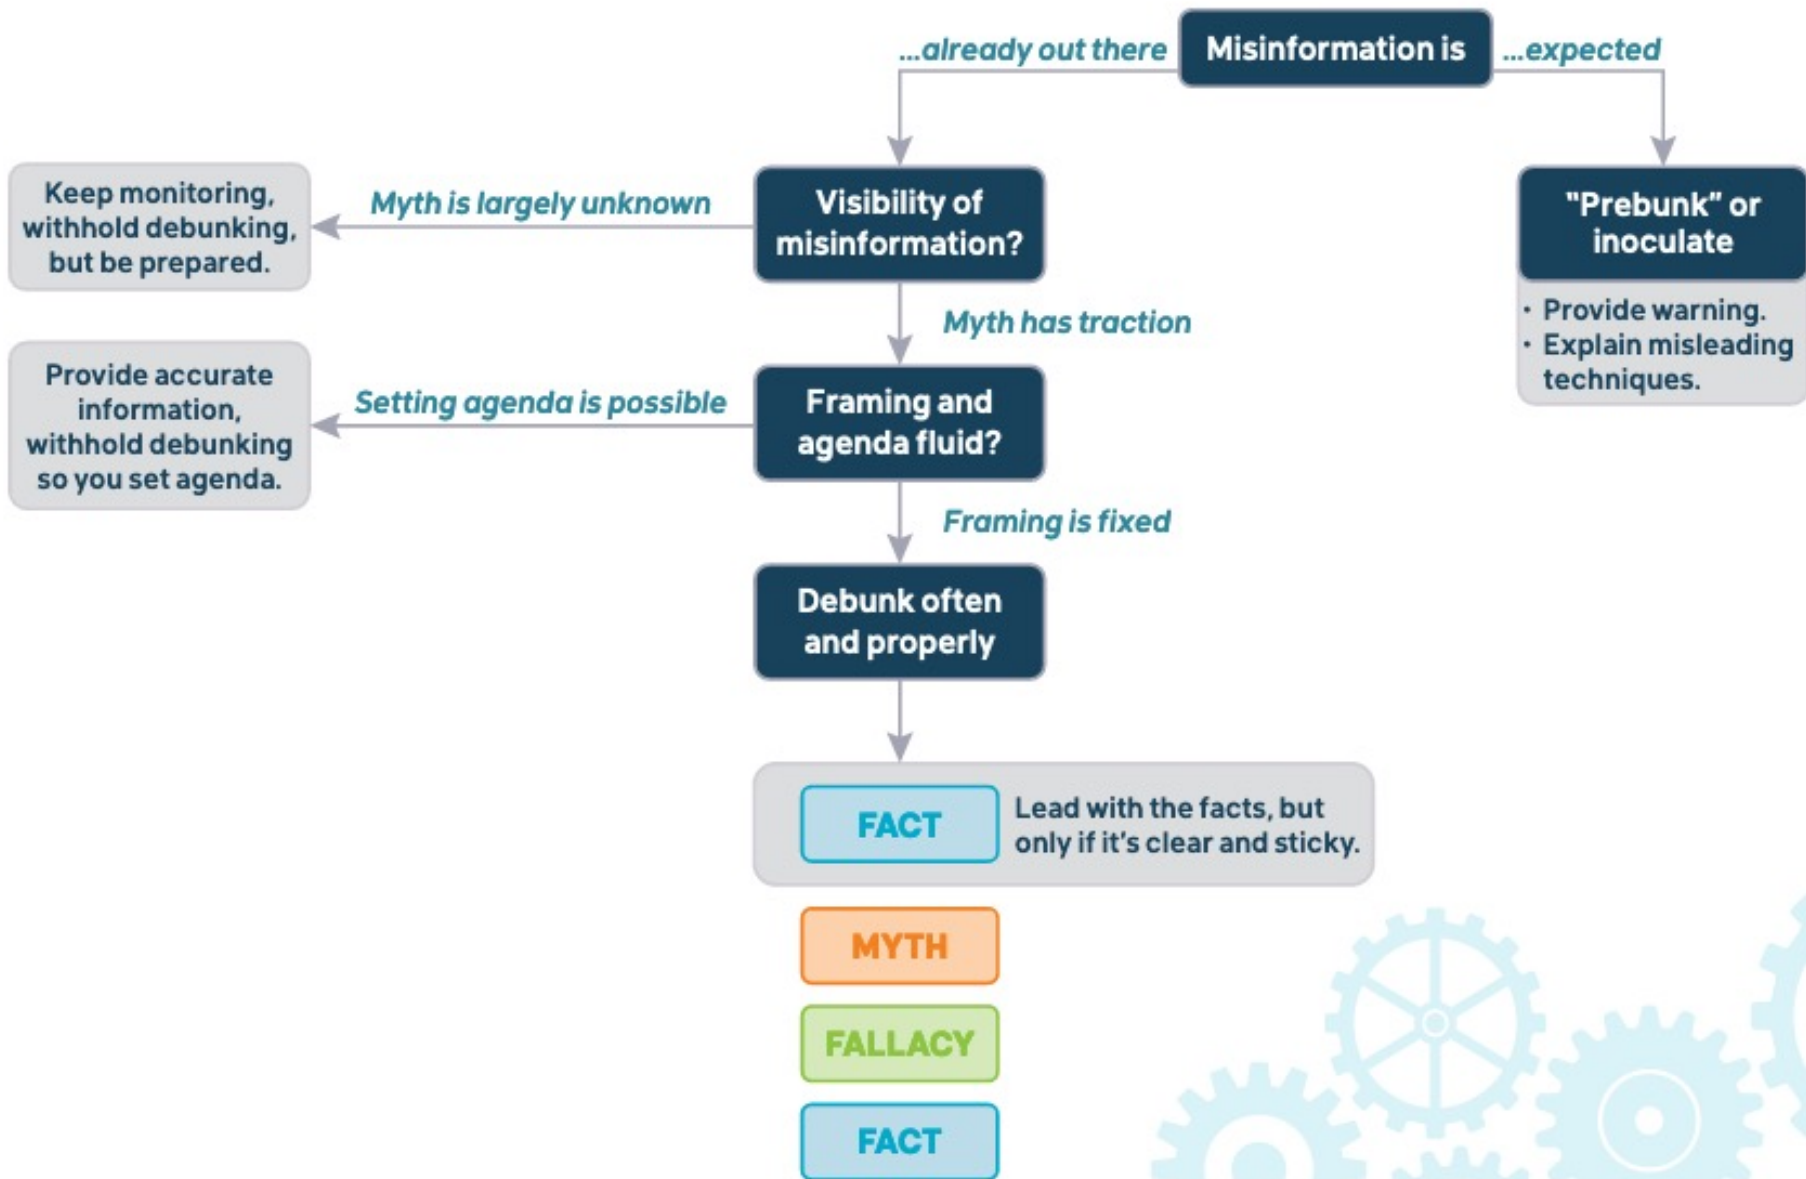 ...already out there
Misinformation is
...expected
Keep monitoring,
withhold debunking,
but be prepared.
Myth is largely unknown
Visibility of
misinformation?
"Prebunk" or
inoculate
• Provide warning.
• Explain misleading
techniques.
Myth has traction
Provide accurate
information,
withhold debunking
so you set agenda.
Setting agenda is possible
Framing and
agenda fluid?
Framing is fixed
Debunk often
and properly
FACT
Lead with the facts, but
only if it's clear and sticky.
MYTH
FALLACY
FACT